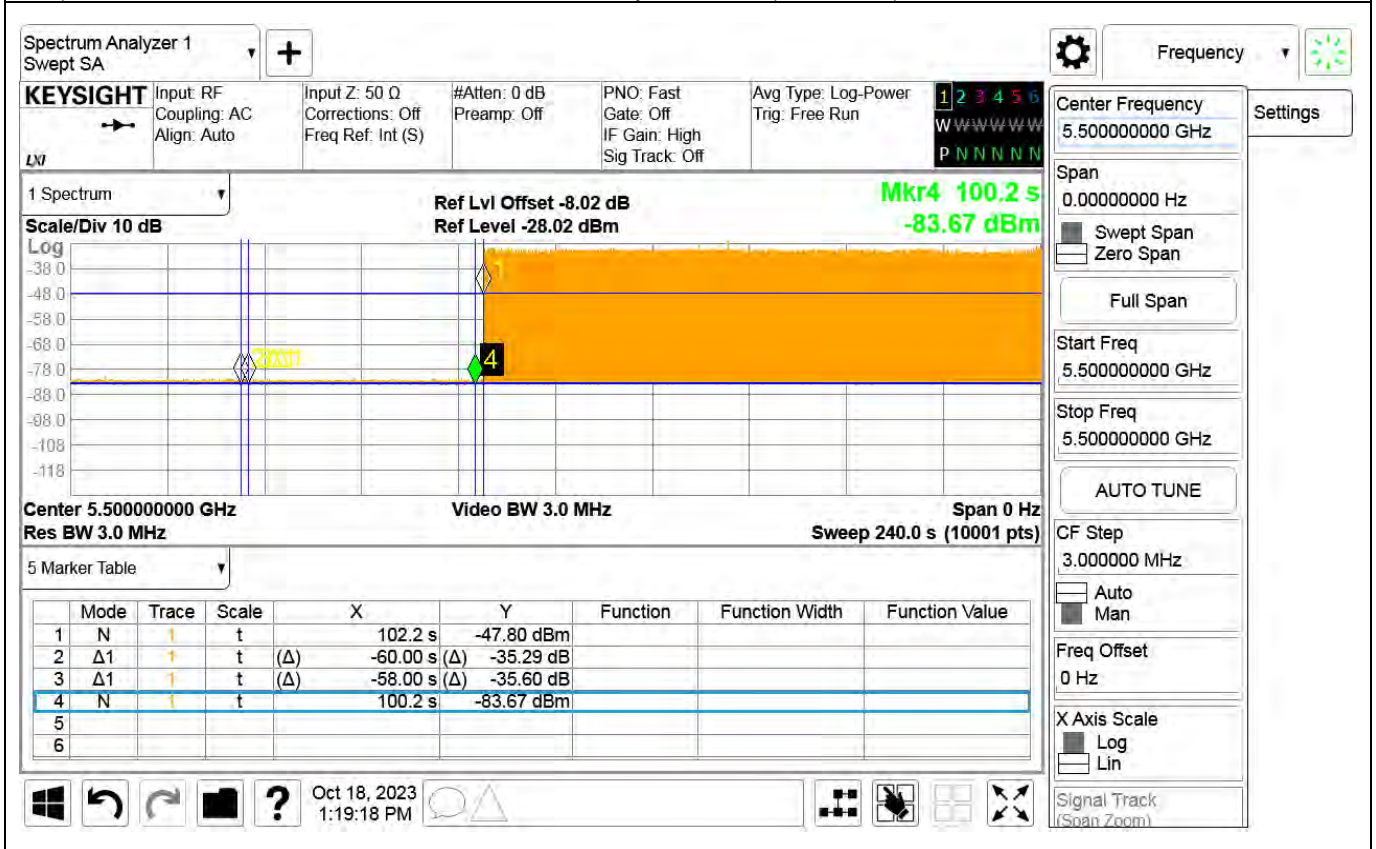 Spectrum Analyzer 1
Swept SA
Frequency
KEYSIGHT
LXI
Input: RF
Coupling: AC
Align: Auto
Input Z: 50 Ω
Corrections: Off
Freq Ref: Int (S)
#Atten: 0 dB
Preamp: Off
PNO: Fast
Gate: Off
IF Gain: High
Sig Track: Off
Avg Type: Log-Power
Trig: Free Run
1 2 3 4 5 6
W W W W W W
P N N N N N
Center Frequency
5.500000000 GHz
Settings
Span
0.00000000 Hz
Swept Span
Zero Span
Full Span
Start Freq
5.500000000 GHz
Stop Freq
5.500000000 GHz
AUTO TUNE
CF Step
3.000000 MHz
Auto
Man
Freq Offset
0 Hz
X Axis Scale
Log
Lin
Signal Track
(Span Zoom)
1 Spectrum
Scale/Div 10 dB
Ref Lvl Offset -8.02 dB
Ref Level -28.02 dBm
Mkr4 100.2 s
-83.67 dBm
Log
-38.0
-48.0
-58.0
-68.0
-78.0
-88.0
-98.0
-108
-118
1
4
Center 5.500000000 GHz Video BW 3.0 MHz Span 0 Hz
Res BW 3.0 MHz Sweep 240.0 s (10001 pts)
5 Marker Table
Mode Trace Scale X Y Function Function Width Function Value
1 N 1 t 102.2 s -47.80 dBm
2 Δ1 1 t (Δ) -60.00 s (Δ) -35.29 dB
3 Δ1 1 t (Δ) -58.00 s (Δ) -35.60 dB
4 N 1 t 100.2 s -83.67 dBm
5
6
?
Oct 18, 2023
1:19:18 PM